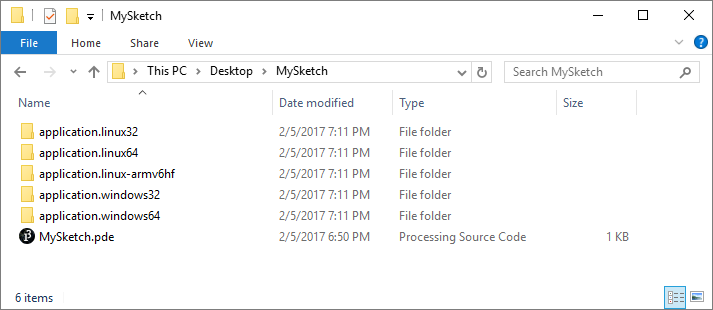 MySketch
File Home Share View
This PC Desktop MySketch Search MySketch
Name Date modified Type Size
application.linux32 2/5/2017 7:11 PM File folder
application.linux64 2/5/2017 7:11 PM File folder
application.linux-armv6hf 2/5/2017 7:11 PM File folder
application.windows32 2/5/2017 7:11 PM File folder
application.windows64 2/5/2017 7:11 PM File folder
MySketch.pde 2/5/2017 6:50 PM Processing Source Code 1 KB
6 items